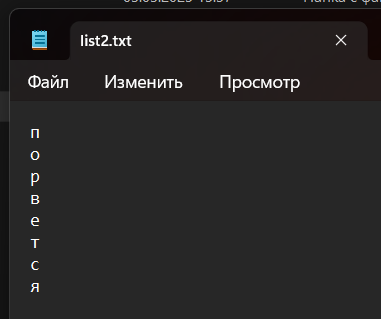 list2.txt
Файл Изменить Просмотр
п
о
р
в
е
т
с
я